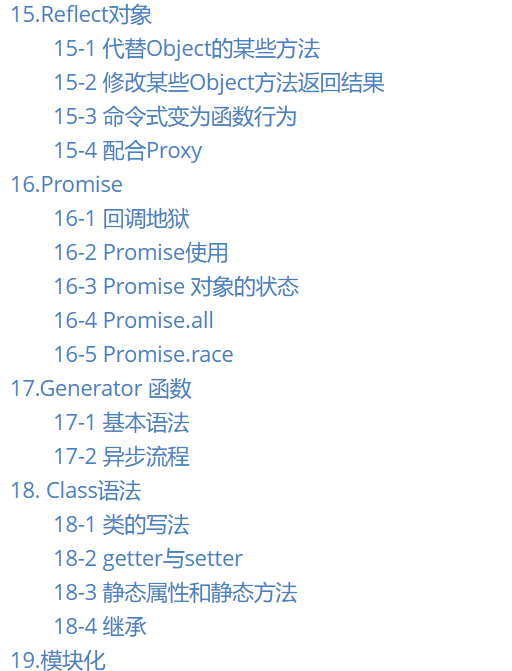 15.Reflect对象
15-1 代替Object的某些方法
15-2 修改某些Object方法返回结果
15-3 命令式变为函数行为
15-4 配合Proxy
16.Promise
16-1 回调地狱
16-2 Promise使用
16-3 Promise 对象的状态
16-4 Promise.all
16-5 Promise.race
17.Generator 函数
17-1 基本语法
17-2 异步流程
18. Class语法
18-1 类的写法
18-2 getter与setter
18-3 静态属性和静态方法
18-4 继承
19.模块化